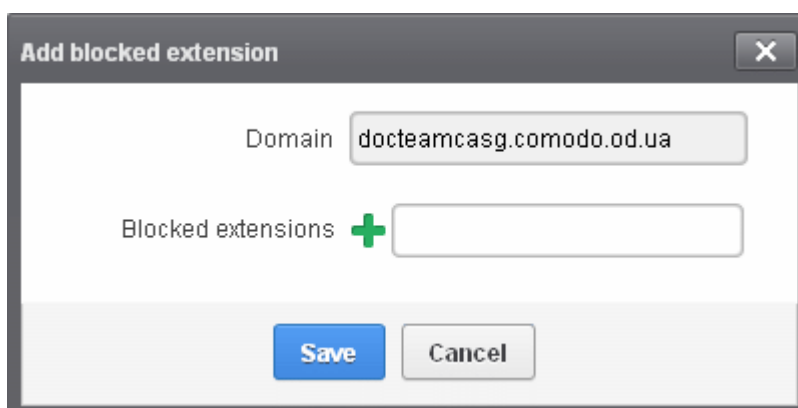 Add blocked extension
Domain docteamcasg.comodo.od.ua
Blocked extensions
Save Cancel